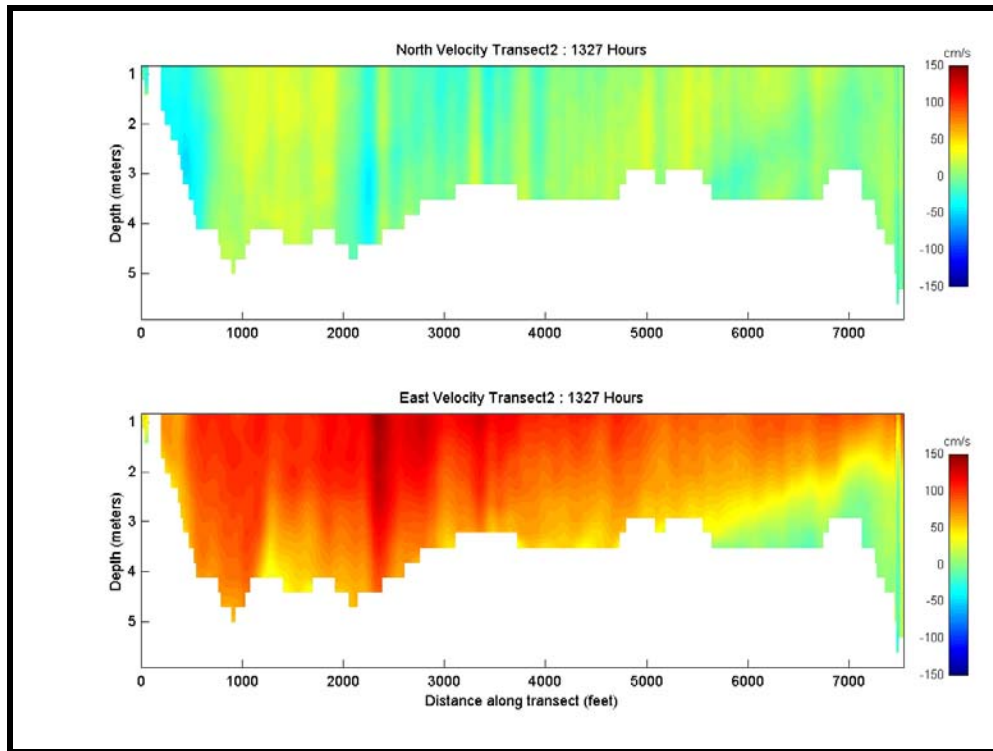 North Velocity Transect2 : 1327 Hours
cm/s
150
100
50
0
-50
-100
-150
Depth (meters)
1
2
3
4
5
0 1000 2000 3000 4000 5000 6000 7000
East Velocity Transect2 : 1327 Hours
cm/s
150
100
50
0
-50
-100
-150
Depth (meters)
1
2
3
4
5
0 1000 2000 3000 4000 5000 6000 7000
Distance along transect (feet)